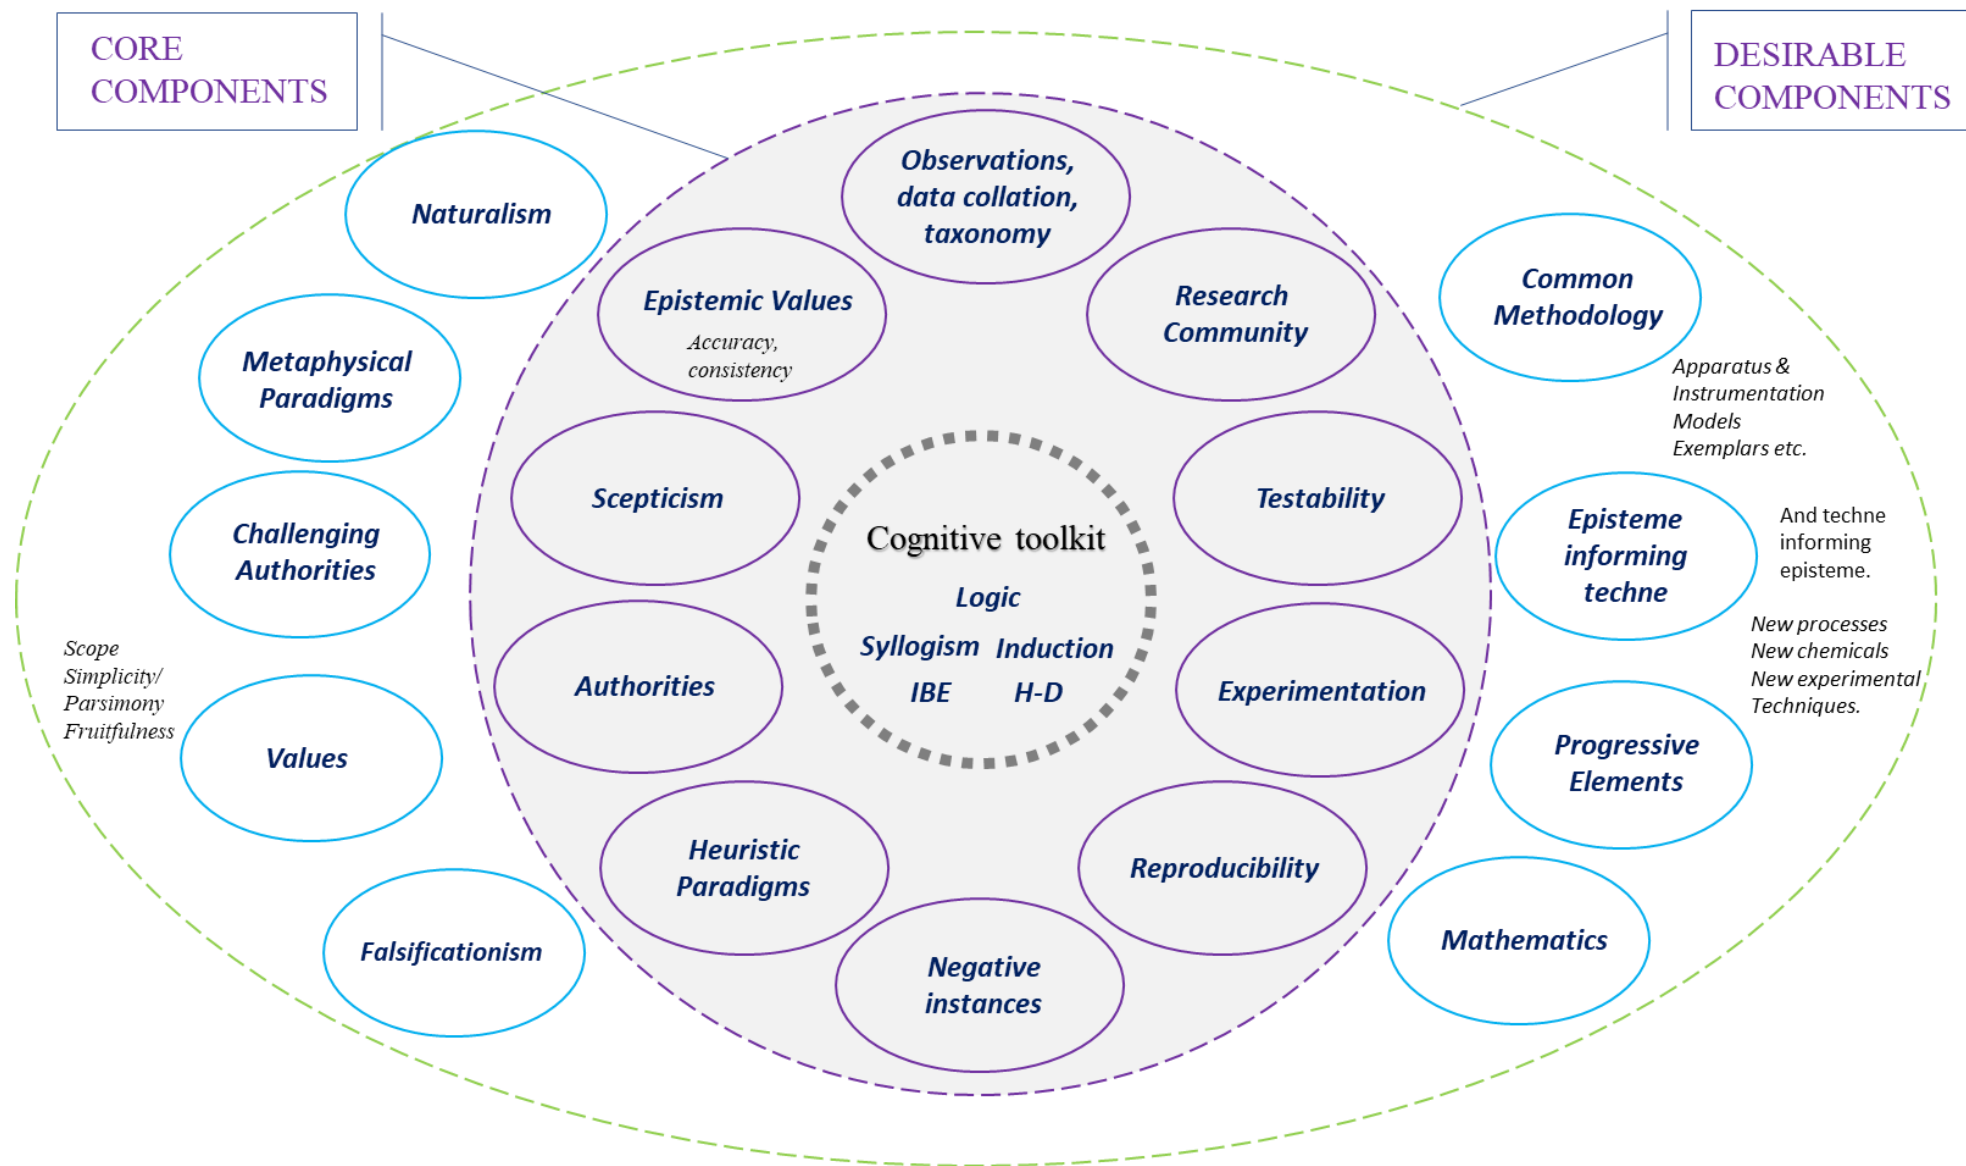 CORE
COMPONENTS
DESIRABLE
COMPONENTS
Naturalism
Metaphysical
Paradigms
Challenging
Authorities
Scope
Simplicity/
Parsimony
Fruitfulness
Values
Falsificationism
Observations,
data collation,
taxonomy
Epistemic Values
Accuracy,
consistency
Research
Community
Scepticism
Testability
Authorities
Experimentation
Heuristic
Paradigms
Reproducibility
Negative
instances
Cognitive toolkit
Logic
Syllogism Induction
IBE H-D
Common
Methodology
Apparatus &
Instrumentation
Models
Exemplars etc.
Episteme
informing
techne
And techne
informing
episteme.
New processes
New chemicals
New experimental
Techniques.
Progressive
Elements
Mathematics